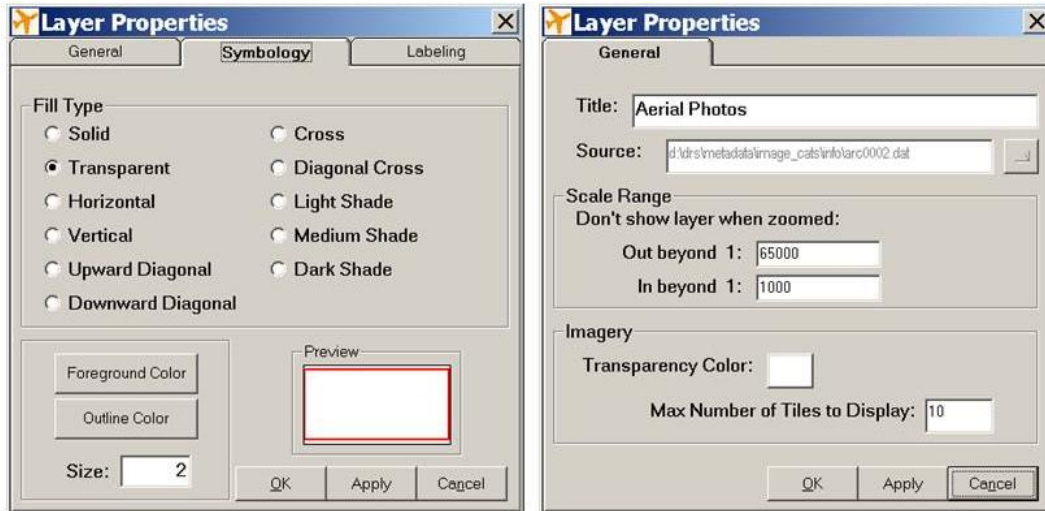 Layer Properties
General Symbology Labeling
Fill Type
Solid Cross
Transparent Diagonal Cross
Horizontal Light Shade
Vertical Medium Shade
Upward Diagonal Dark Shade
Downward Diagonal
Preview
Foreground Color
Outline Color
Size: 2
OK Apply Cancel
Layer Properties
General
Title: Aerial Photos
Source: d:\drs\metadata\image_cats\info\arc0002.dat
Scale Range
Don't show layer when zoomed:
Out beyond 1: 65000
In beyond 1: 1000
Imagery
Transparency Color:
Max Number of Tiles to Display: 10
OK Apply Cancel